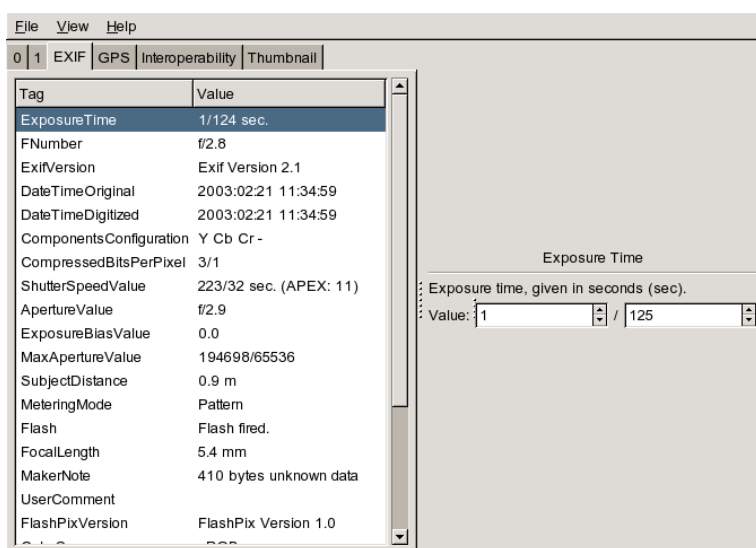 File View Help
0 1 EXIF GPS Interoperability Thumbnail
Tag Value
ExposureTime 1/124 sec.
FNumber f/2.8
ExifVersion Exif Version 2.1
DateTimeOriginal 2003:02:21 11:34:59
DateTimeDigitized 2003:02:21 11:34:59
ComponentsConfiguration Y Cb Cr -
CompressedBitsPerPixel 3/1
ShutterSpeedValue 223/32 sec. (APEX: 11)
ApertureValue f/2.9
ExposureBiasValue 0.0
MaxApertureValue 194698/65536
SubjectDistance 0.9 m
MeteringMode Pattern
Flash Flash fired.
FocalLength 5.4 mm
MakerNote 410 bytes unknown data
UserComment
FlashPixVersion FlashPix Version 1.0
Exposure Time
Exposure time, given in seconds (sec).
Value: 1 / 125